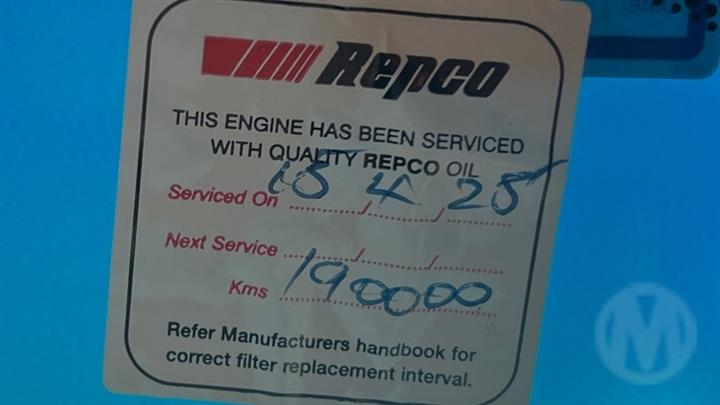 Repco
THIS ENGINE HAS BEEN SERVICED
WITH QUALITY REPCO OIL
Serviced On 15 / 4 / 25
Next Service ..... / ..... / .....
Kms 190000
Refer Manufacturers handbook for
correct filter replacement interval.
M